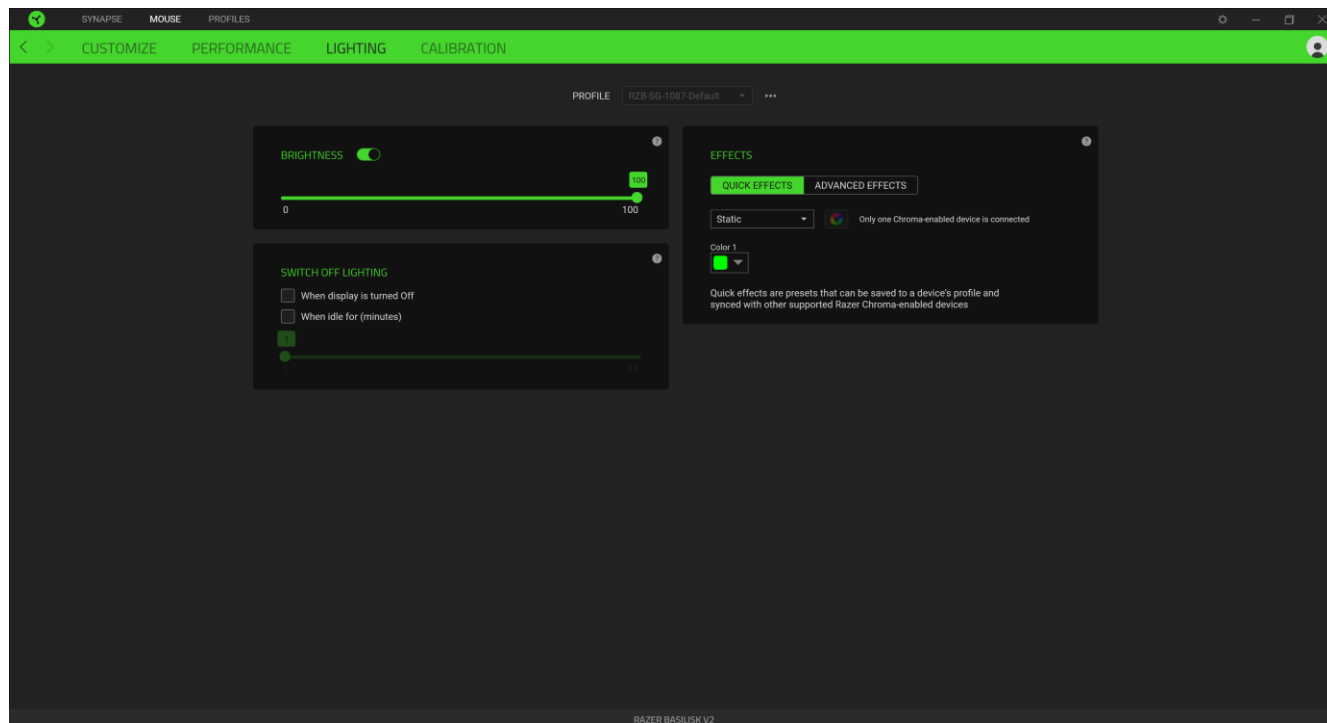 SYNAPSE MOUSE PROFILES
CUSTOMIZE PERFORMANCE LIGHTING CALIBRATION
PROFILE RZB-SG-1087-Default
BRIGHTNESS
100
0 100
SWITCH OFF LIGHTING
When display is turned Off
When idle for (minutes)
1
1 15
EFFECTS
QUICK EFFECTS ADVANCED EFFECTS
Static Only one Chroma-enabled device is connected
Color 1
Quick effects are presets that can be saved to a device's profile and
synced with other supported Razer Chroma-enabled devices
RAZER BASILISK V2